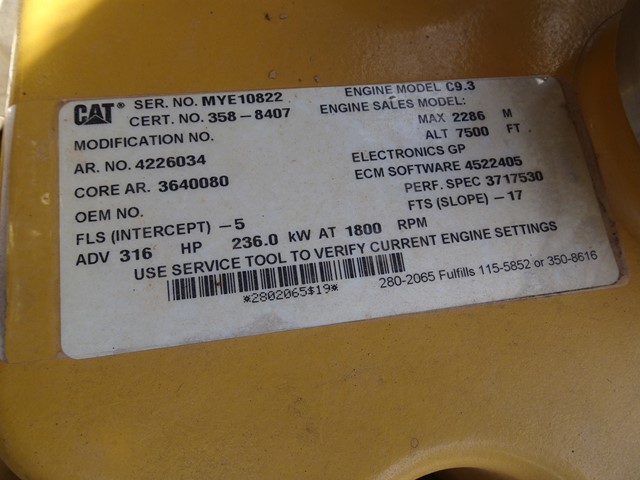 CAT® SER. NO. MYE10822 ENGINE MODEL C9.3
CERT. NO. 358-8407 ENGINE SALES MODEL:
MODIFICATION NO. MAX 2286 M
ALT 7500 FT
AR. NO. 4226034 ELECTRONICS GP
CORE AR. 3640080 ECM SOFTWARE 4522405
OEM NO. PERF. SPEC 3717530
FLS (INTERCEPT) -5 FTS (SLOPE) -17
ADV 316 HP 236.0 kW AT 1800 RPM
USE SERVICE TOOL TO VERIFY CURRENT ENGINE SETTINGS
*2802065$19* 280-2065 Fulfills 115-5852 or 350-8616